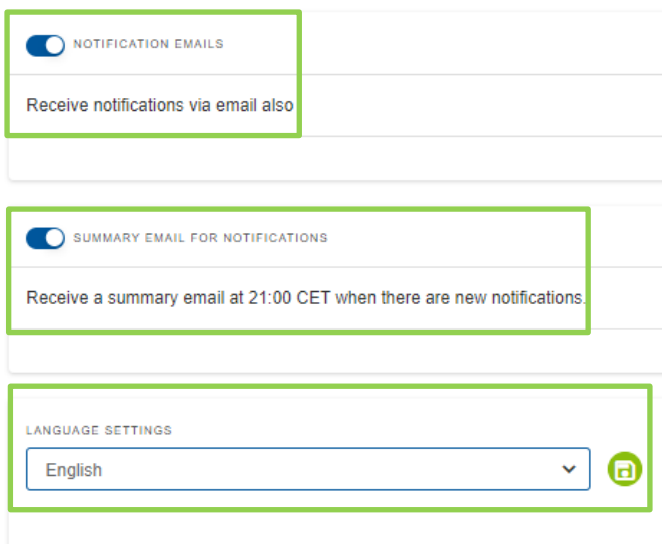 NOTIFICATION EMAILS
Receive notifications via email also
SUMMARY EMAIL FOR NOTIFICATIONS
Receive a summary email at 21:00 CET when there are new notifications.
LANGUAGE SETTINGS
English